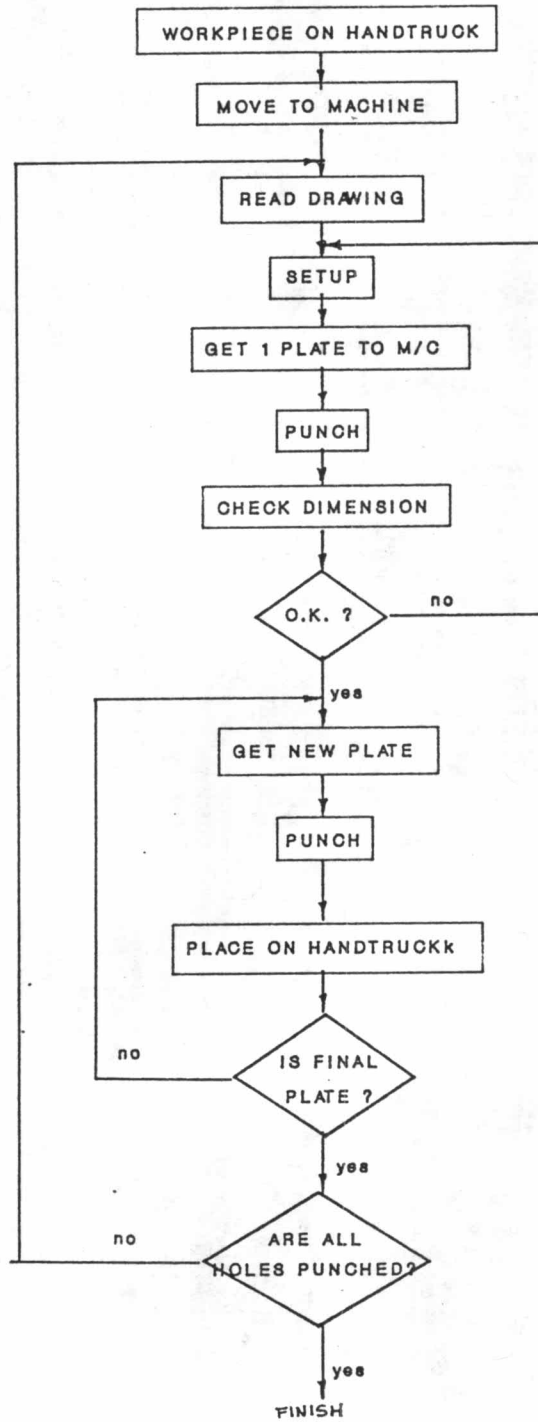 WORKPIECE ON HANDTRUCK
MOVE TO MACHINE
READ DRAWING
SETUP
GET 1 PLATE TO M/C
PUNCH
CHECK DIMENSION
O.K. ?
no
yes
GET NEW PLATE
PUNCH
PLACE ON HANDTRUCKk
IS FINAL
PLATE ?
no
yes
ARE ALL
HOLES PUNCHED?
no
yes
FINISH